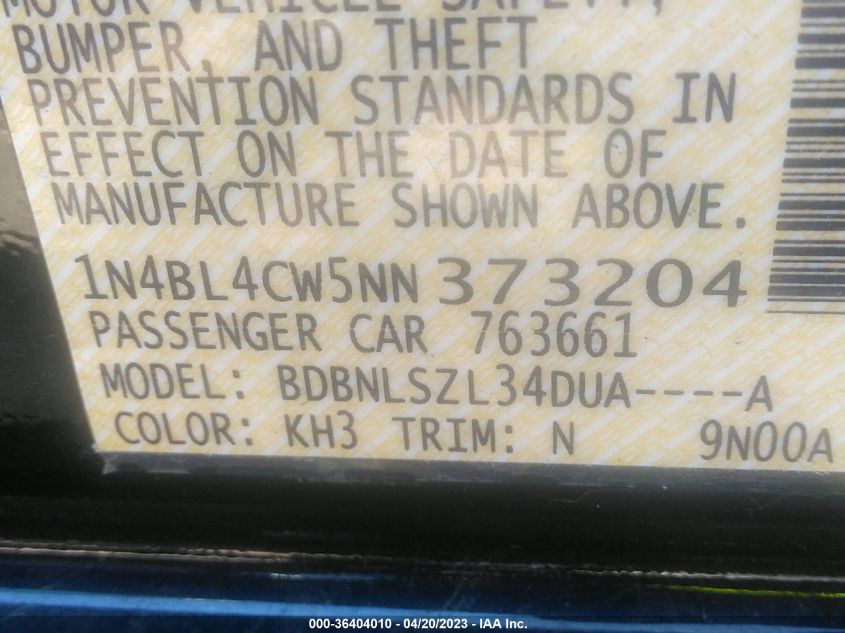 MOTOR VEHICLE SAFETY,
BUMPER, AND THEFT
PREVENTION STANDARDS IN
EFFECT ON THE DATE OF
MANUFACTURE SHOWN ABOVE.
1N4BL4CW5NN373204
PASSENGER CAR 763661
MODEL: BDBNLSZL34DUA----A
COLOR: KH3 TRIM: N 9N00A
000-36404010 - 04/20/2023 - IAA Inc.